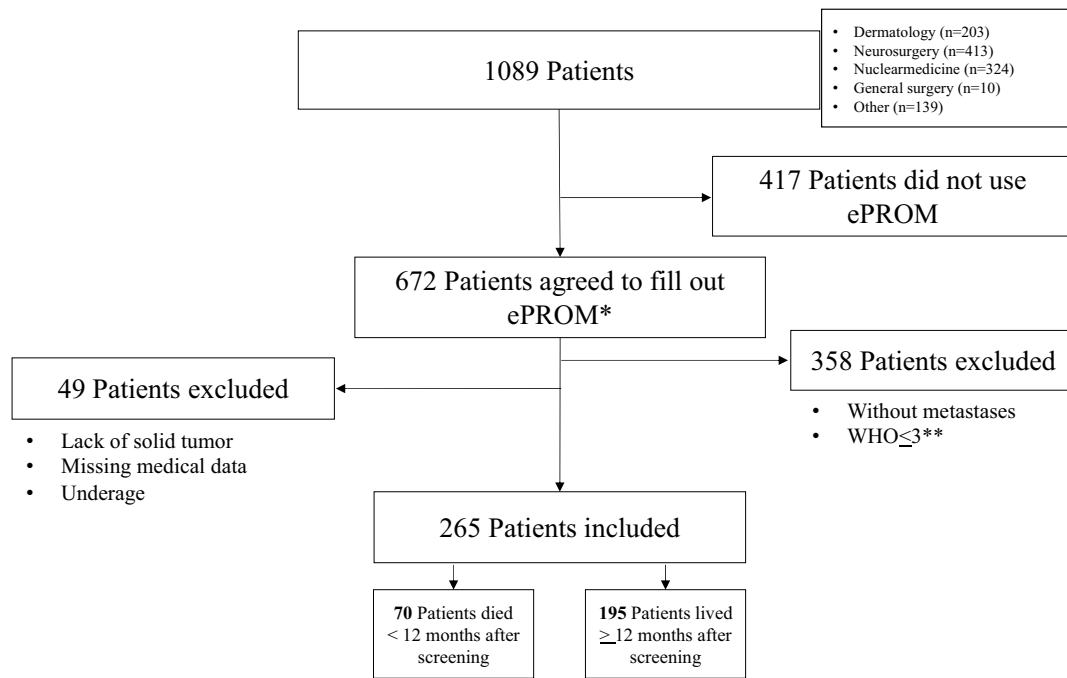 1089 Patients
• Dermatology (n=203)
• Neurosurgery (n=413)
• Nuclearmedicine (n=324)
• General surgery (n=10)
• Other (n=139)
417 Patients did not use
ePROM
672 Patients agreed to fill out
ePROM*
49 Patients excluded
• Lack of solid tumor
• Missing medical data
• Underage
358 Patients excluded
• Without metastases
• WHO≤3**
265 Patients included
70 Patients died
< 12 months after
screening
195 Patients lived
≥ 12 months after
screening